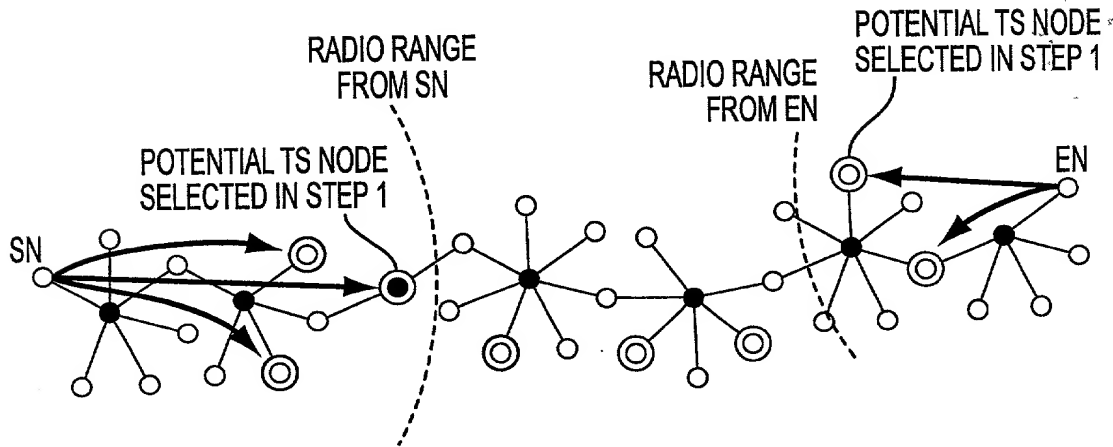 RADIO RANGE
FROM SN
POTENTIAL TS NODE
SELECTED IN STEP 1
SN
RADIO RANGE
FROM EN
POTENTIAL TS NODE
SELECTED IN STEP 1
EN